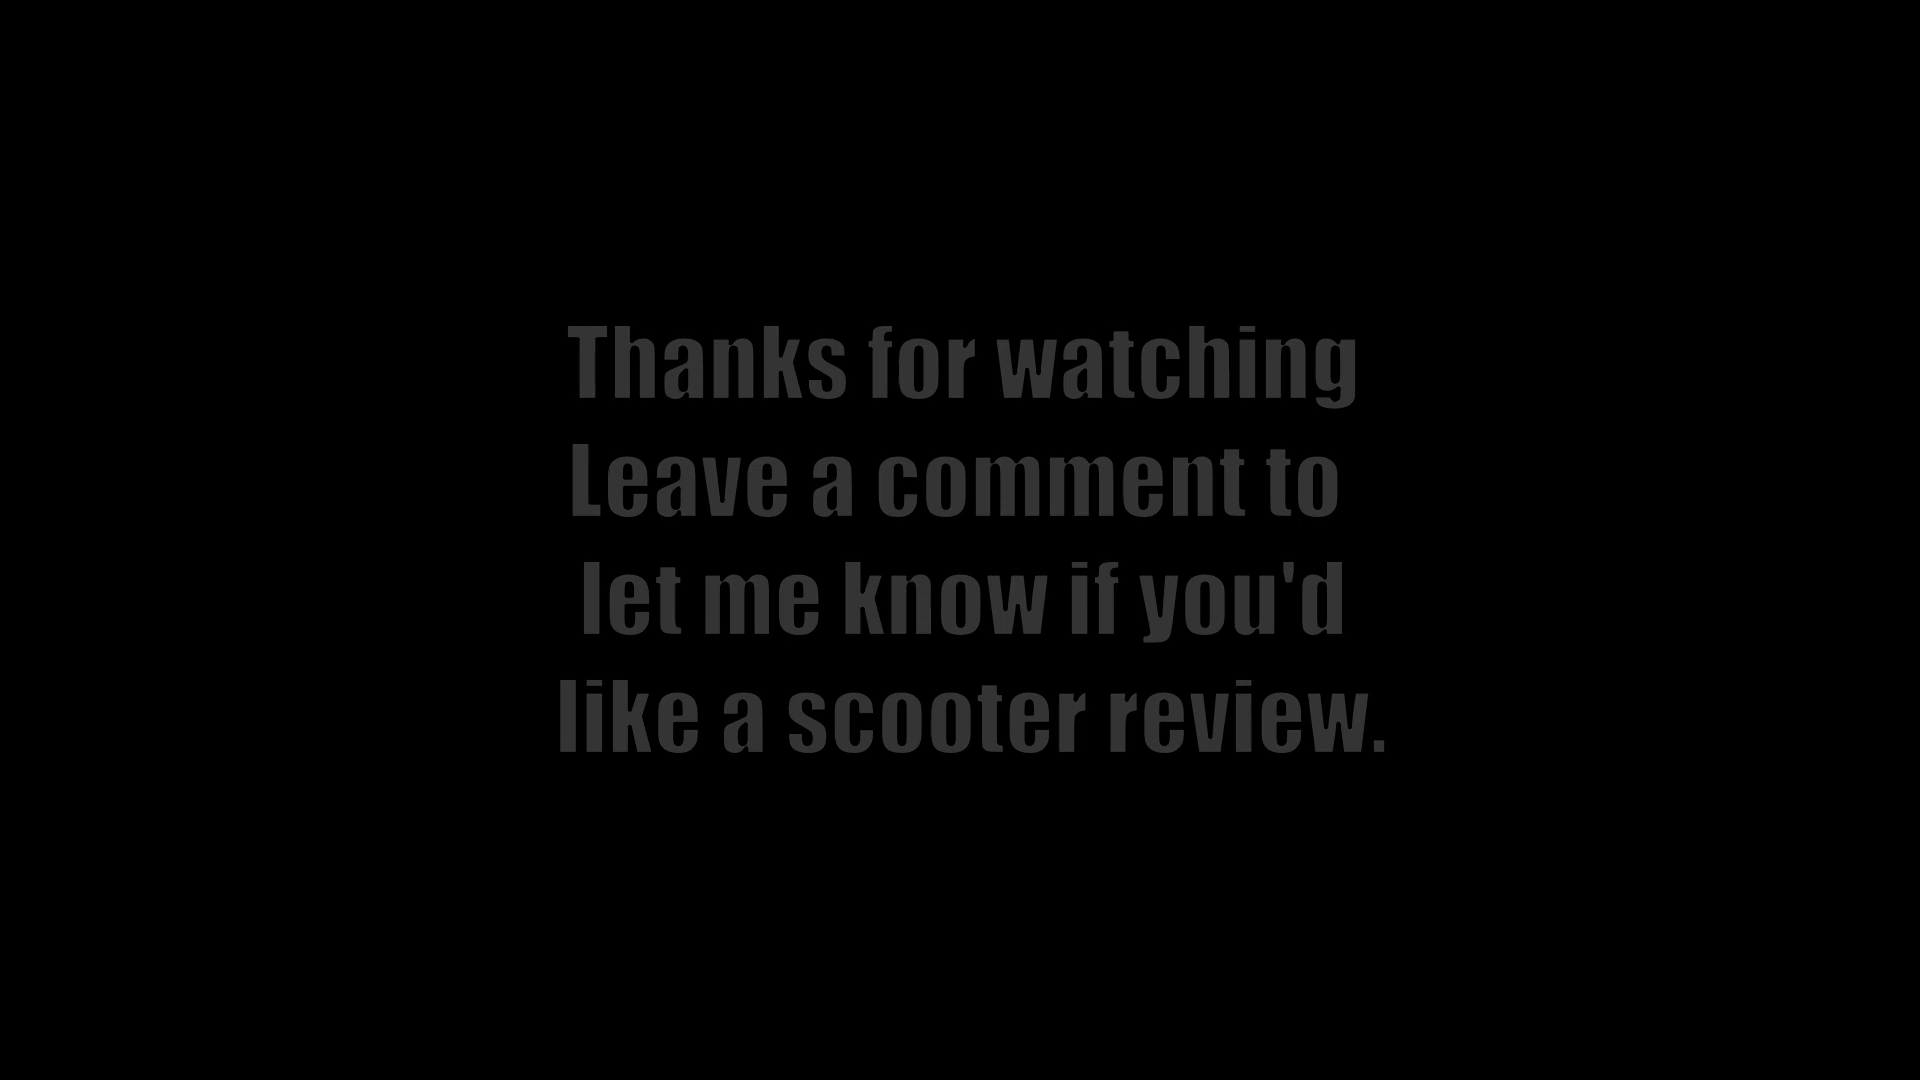 Thanks for watching
Leave a comment to
let me know if you'd
like a scooter review.